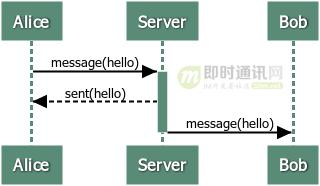 Alice Server Bob
message(hello)
即时通讯网
sent(hello)
message(hello)
Alice Server Bob